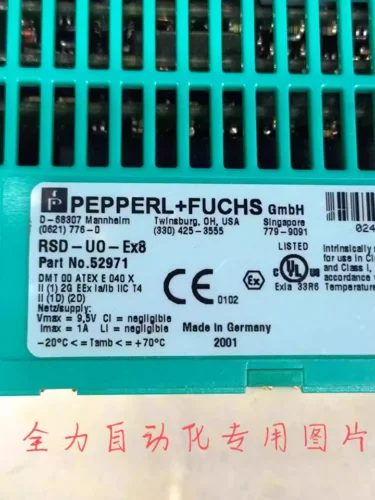 PEPPERL+FUCHS GmbH
D-68307 Mannheim Twinsburg, OH, USA Singapore
(0621) 776-0 (330) 425-3555 779-9091
RSD-UO-Ex8
Part No.52971
DMT 00 ATEX E 040 X
II (1) 2G EEx ia/ib IIC T4
II (1D) (2D)
Netz/supply:
Vmax = 9,5V Ci = negligible
Imax = 1A Li = negligible
-20°C <= Tamb <= +70°C
CE 0102
Ex
Made in Germany
2001
LISTED
UL
Exia 33R6
024
Intrinsically
for use in Cl
and Class I,
accordance
Temperature
全力自动化专用图片